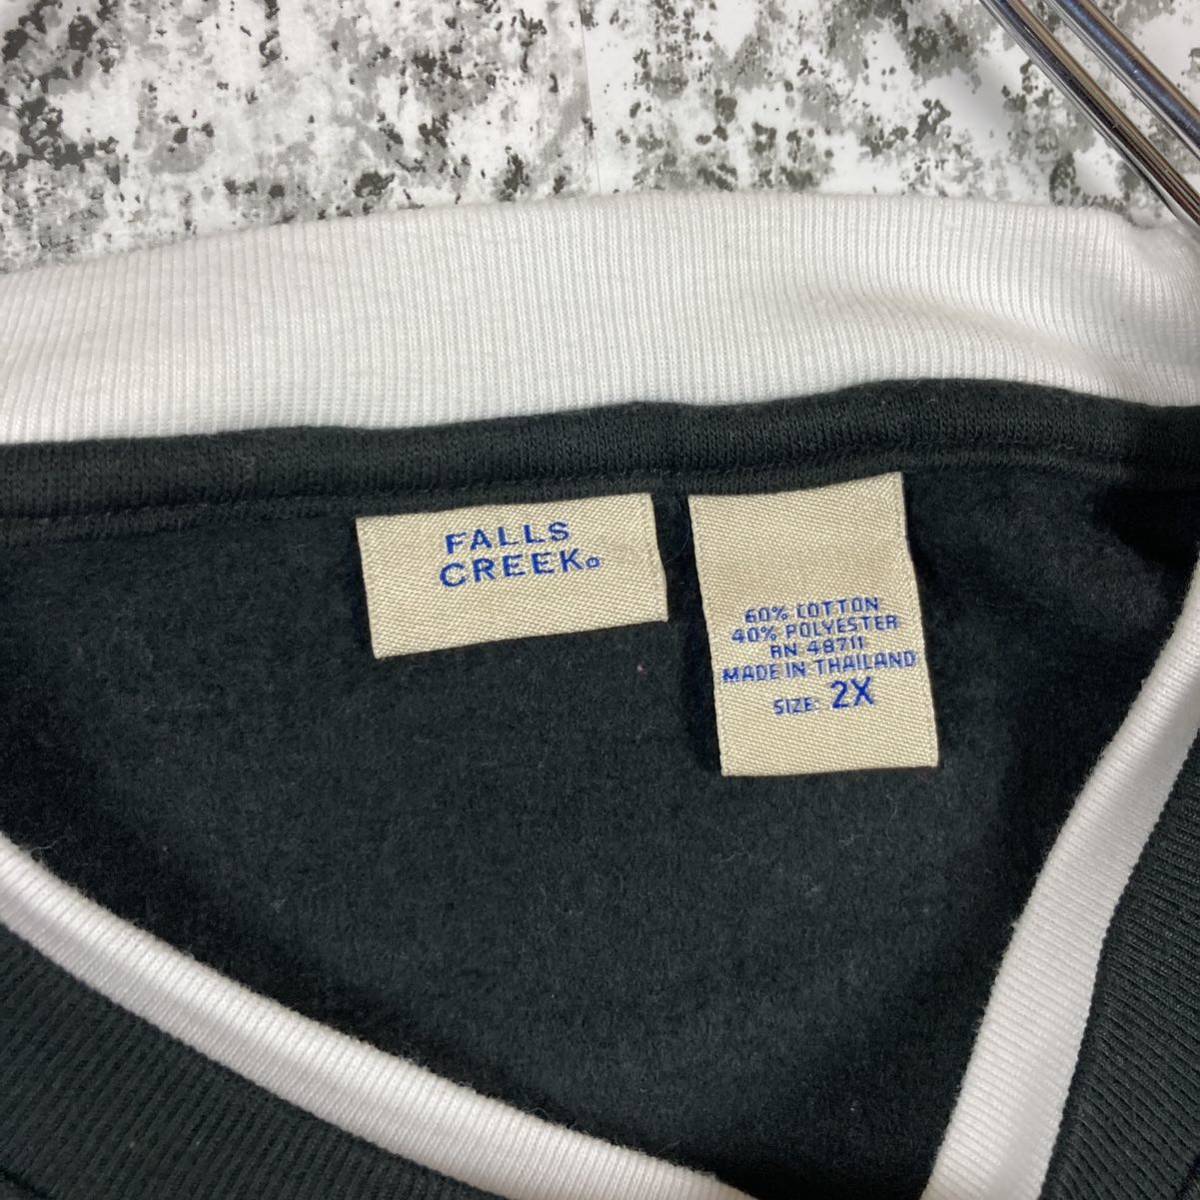 FALLS
CREEK®
60% COTTON
40% POLYESTER
RN 48711
MADE IN THAILAND
SIZE: 2X